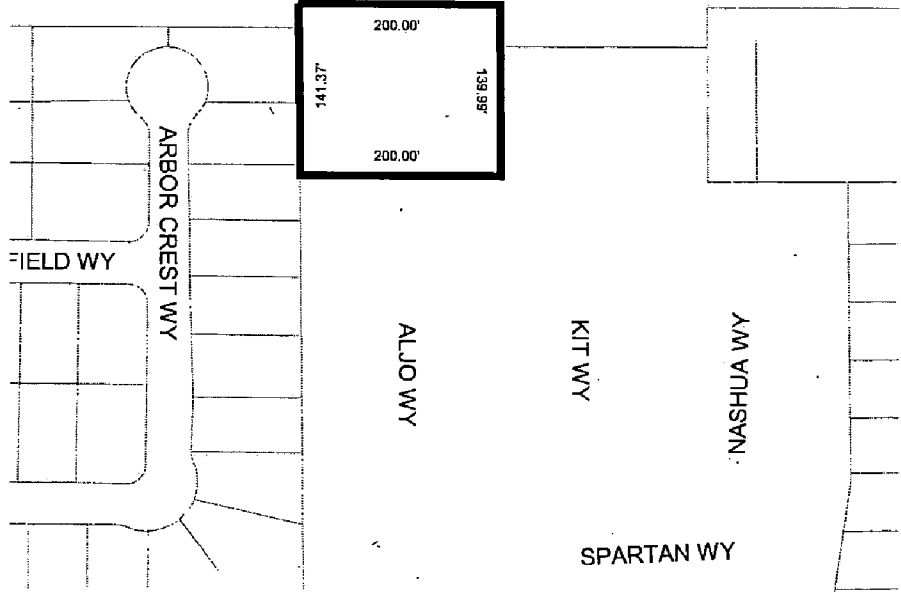 200.00'
141.37'
139.99'
200.00'
ARBOR CREST WY
FIELD WY
ALJO WY
KIT WY
NASHUA WY
SPARTAN WY